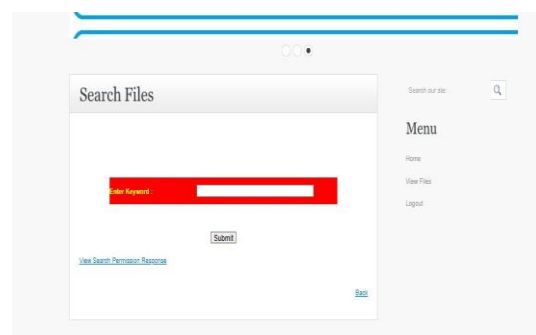 Search Files
Enter Keyword :
Submit
View Search Permission Response
Back
Search our site
Menu
Home
View Files
Logout